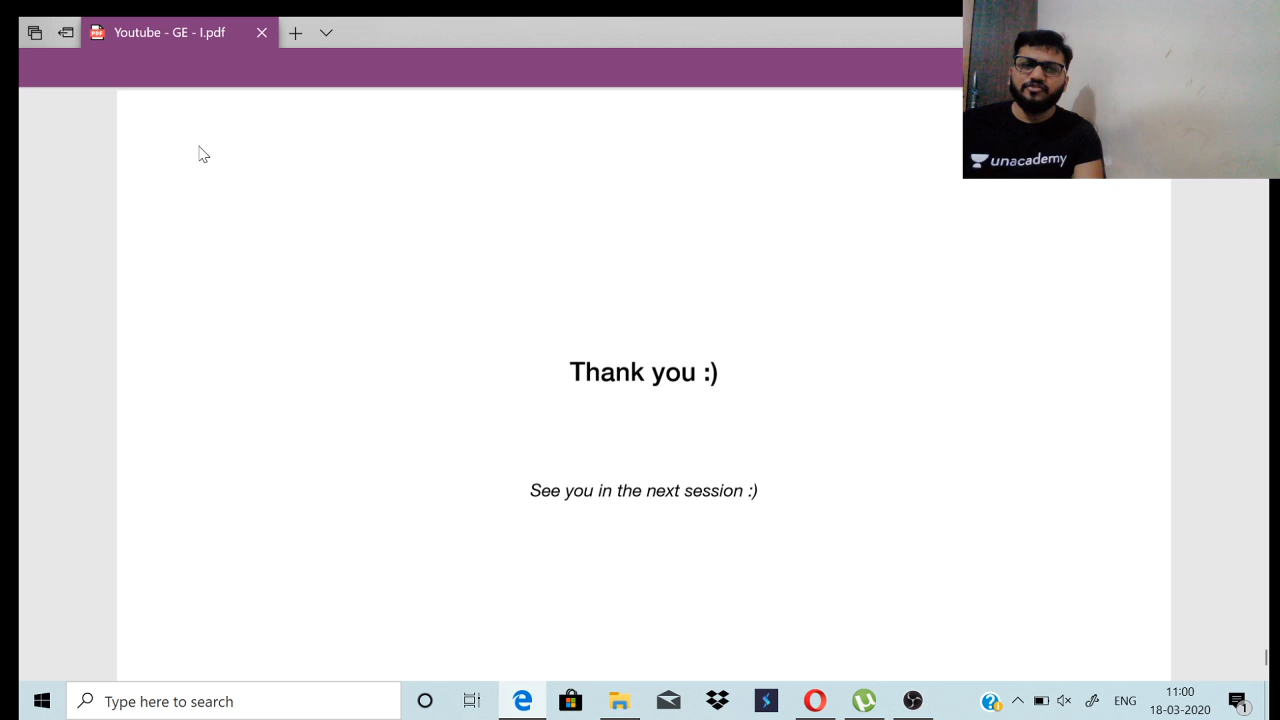 Youtube - GE - I.pdf
unacademy
Thank you :)
See you in the next session :)
Type here to search
ENG
11:00
18-03-2020
1